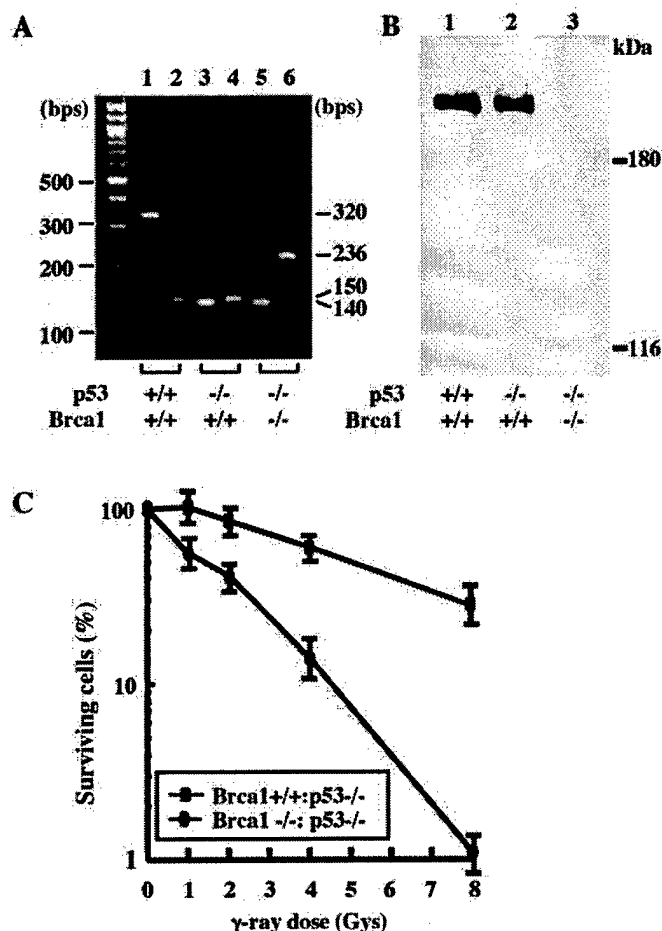 A
1 2 3 4 5 6
(bps) (bps)
500
300
200
100
320
236
150
140
p53 +/+ -/- -/-
Brca1 +/+ +/+ -/-
B
1 2 3
kDa
180
116
p53 +/+ -/- -/-
Brca1 +/+ +/+ -/-
C
Surviving cells (%)
100
10
1
Brca1+/+:p53-/-
Brca1 -/-: p53-/-
0 1 2 3 4 5 6 7 8
γ-ray dose (Gys)